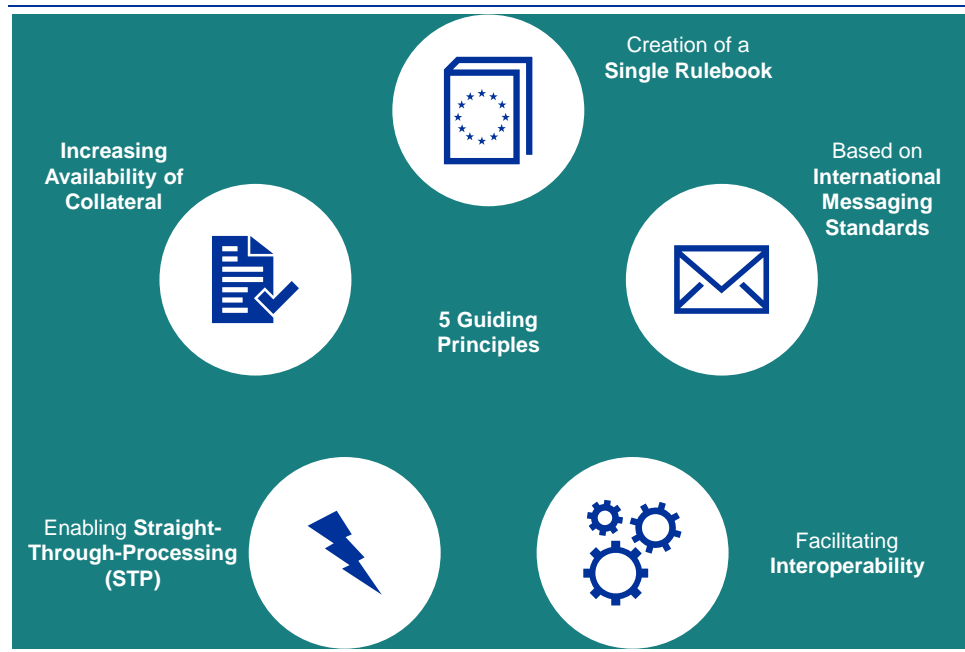 Creation of a
Single Rulebook
Increasing
Availability of
Collateral
Based on
International
Messaging
Standards
5 Guiding
Principles
Enabling Straight-
Through-Processing
(STP)
Facilitating
Interoperability